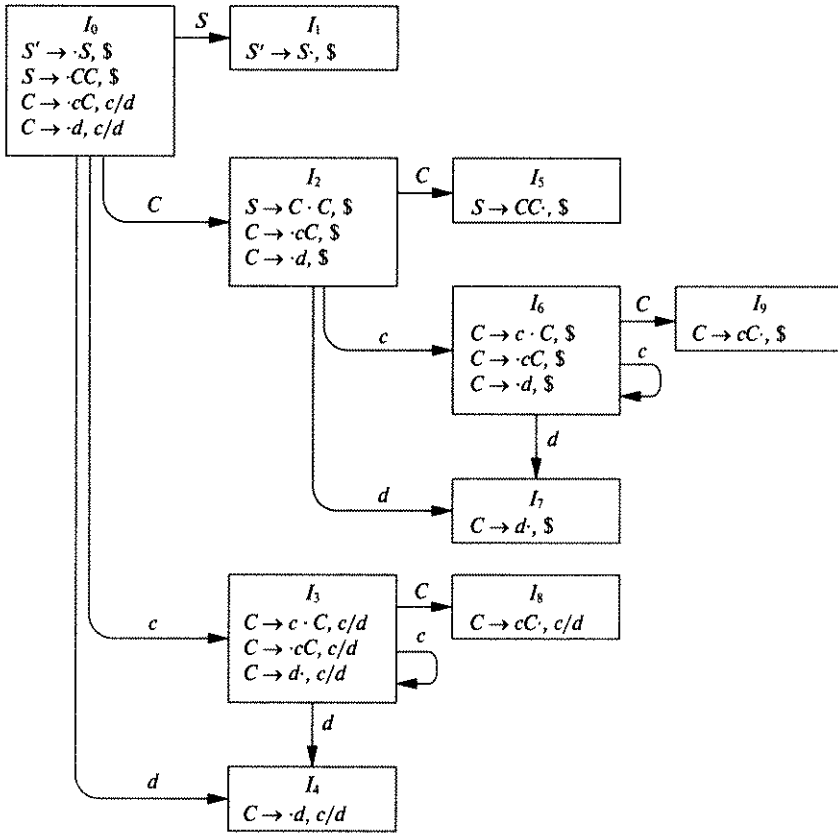 I₀
S′ → ·S, $
S → ·CC, $
C → ·cC, c/d
C → ·d, c/d
S
I₁
S′ → S·, $
C
I₂
S → C · C, $
C → ·cC, $
C → ·d, $
C
I₅
S → CC·, $
c
I₆
C → c · C, $
C → ·cC, $
C → ·d, $
C
I₉
C → cC·, $
c
d
d
I₇
C → d·, $
c
I₃
C → c · C, c/d
C → ·cC, c/d
C → d·, c/d
C
I₈
C → cC·, c/d
c
d
d
I₄
C → ·d, c/d